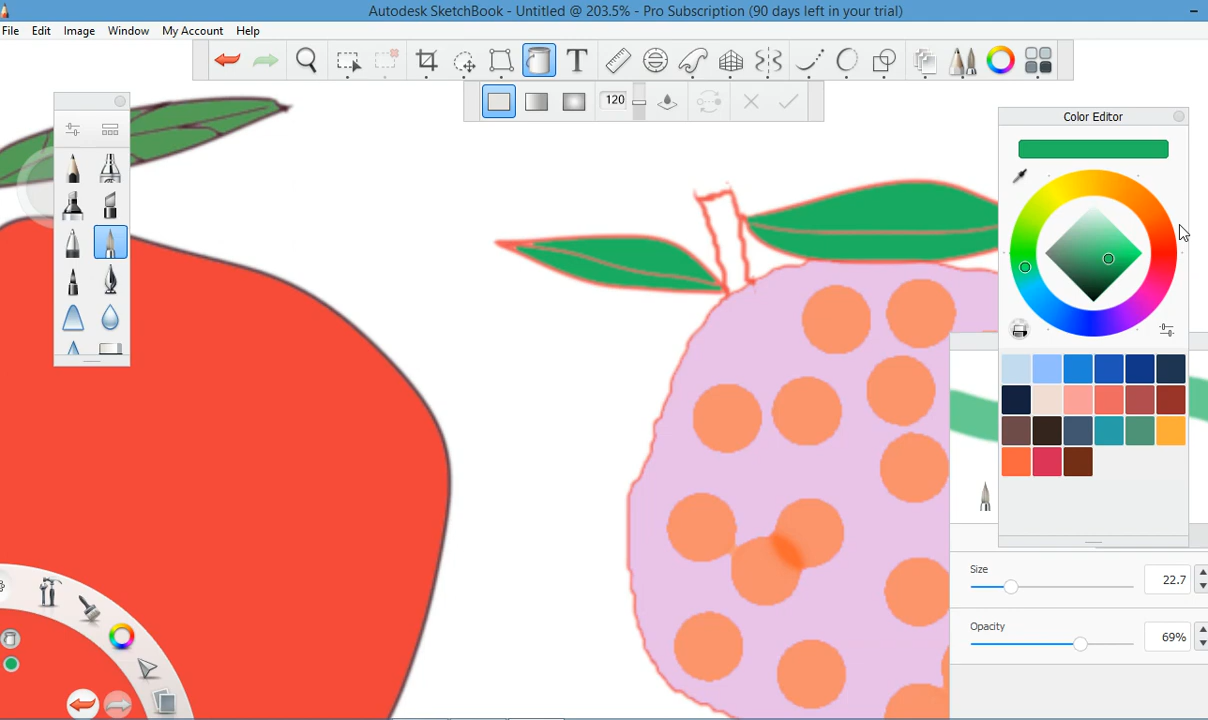 Autodesk SketchBook - Untitled @ 203.5% - Pro Subscription (90 days left in your trial)
File Edit Image Window My Account Help
T
120
Color Editor
Size
22.7
Opacity
69%